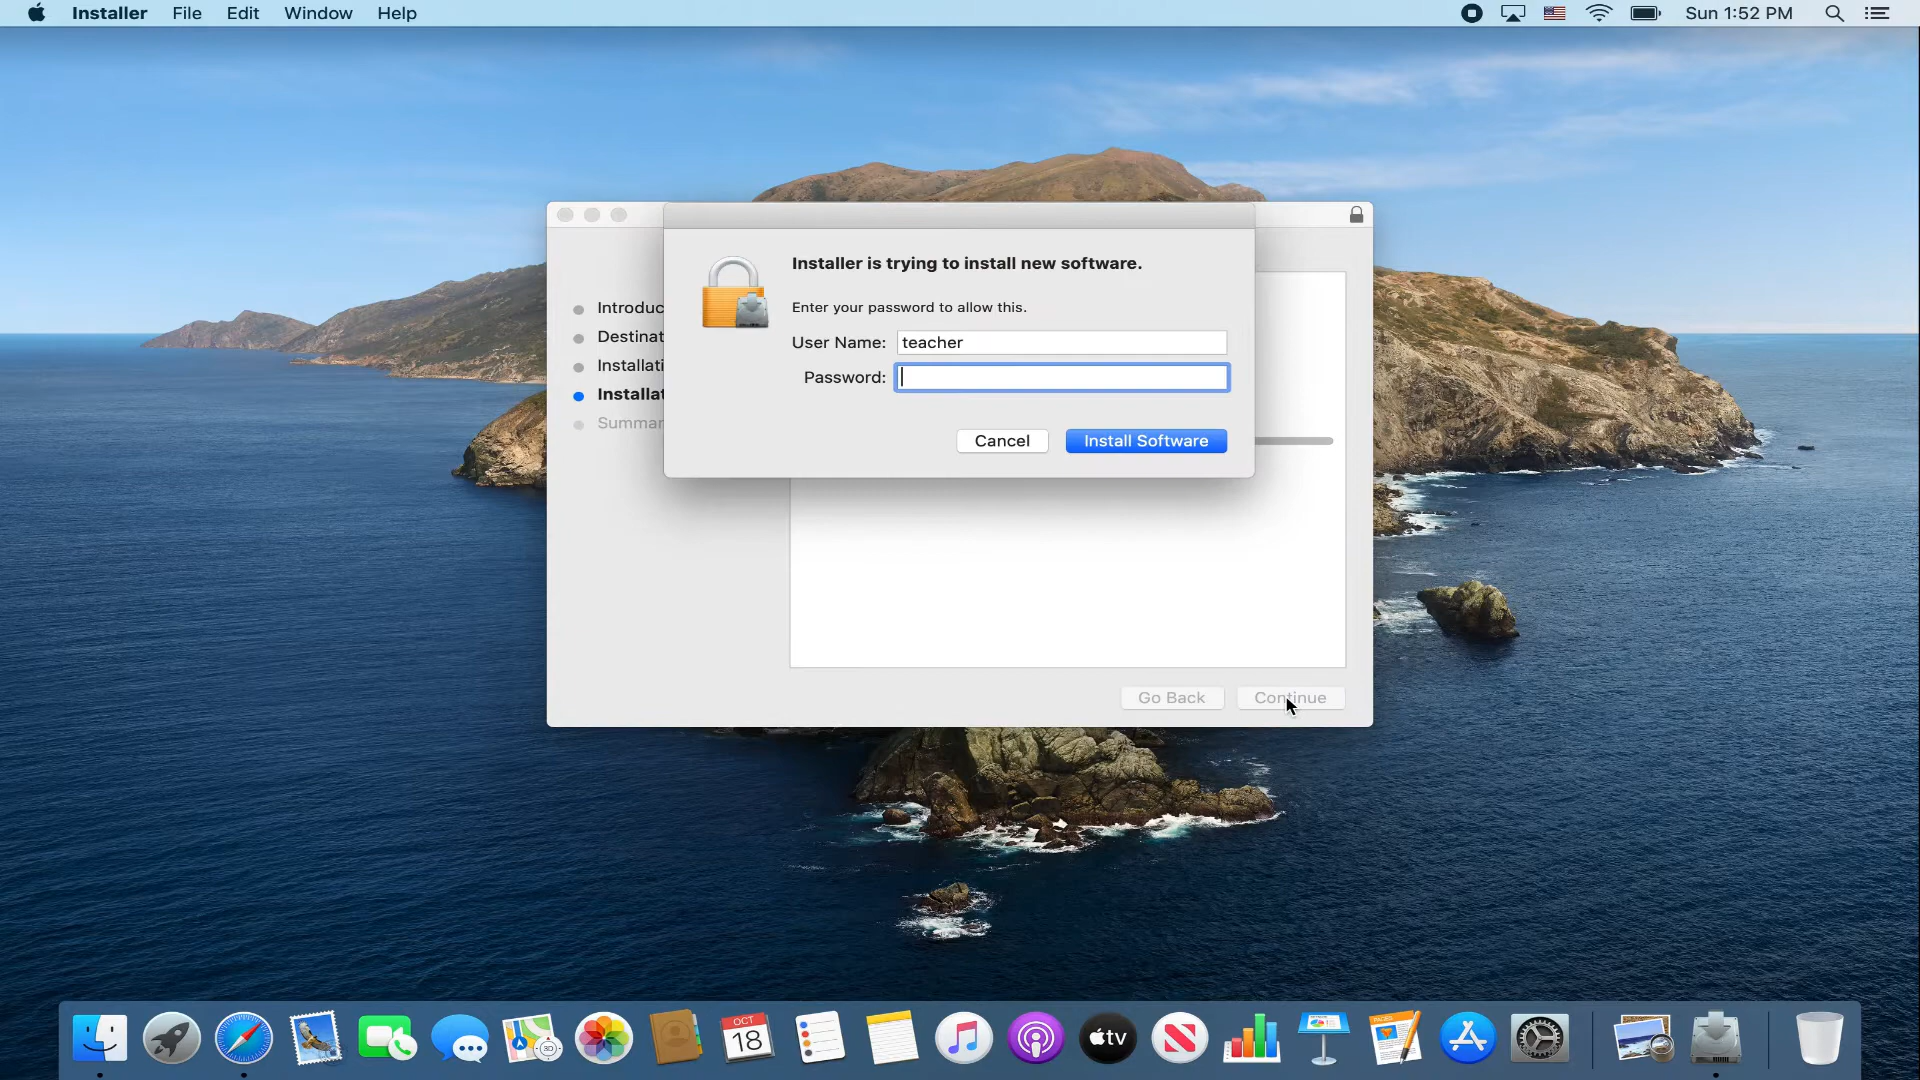 Installer File Edit Window Help Sun 1:52 PM
Installer is trying to install new software.
Enter your password to allow this.
User Name: teacher
Password:
Cancel Install Software
Introduc
Destinat
Installati
Installat
Summar
Go Back Continue
3D
OCT
18
tv
PAGES